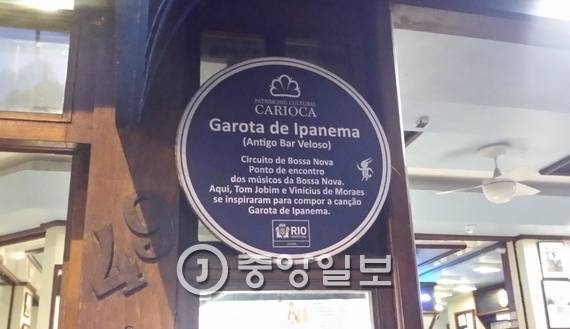 PATRIMÔNIO CULTURAL
CARIOCA
Garota de Ipanema
(Antigo Bar Veloso)
Circuito de Bossa Nova
Ponto de encontro
dos músicos da Bossa Nova.
Aqui, Tom Jobim e Vinícius de Moraes
se inspiraram para compor a canção
Garota de Ipanema.
RIO
49
J 중앙일보